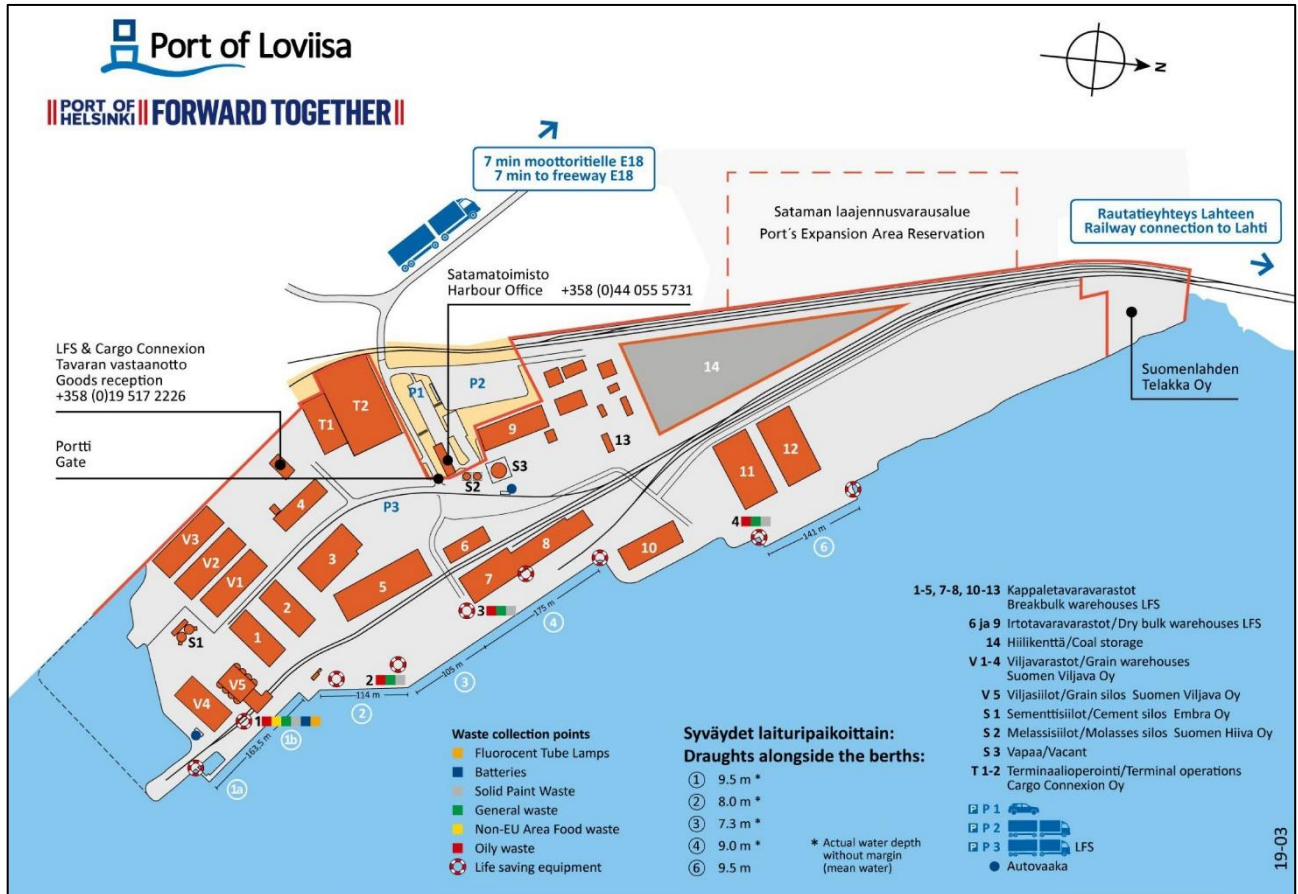 Port of Loviisa
PORT OF HELSINKI FORWARD TOGETHER
N
7 min moottoritielle E18
7 min to freeway E18
Sataman laajennusvarausalue
Port´s Expansion Area Reservation
Rautatieyhteys Lahteen
Railway connection to Lahti
Satamatoimisto
Harbour Office +358 (0)44 055 5731
LFS & Cargo Connexion
Tavaran vastaanotto
Goods reception
+358 (0)19 517 2226
Portti
Gate
Suomenlahden
Telakka Oy
T1
T2
P1
P2
9
14
13
S3
S2
11
12
4
P3
V3
V2
V1
3
6
8
7
10
5
2
1
S1
V5
V4
4
141 m
6
3
175 m
4
105 m
3
2
114 m
2
1
163,5 m
1b
1a
Waste collection points
Fluorocent Tube Lamps
Batteries
Solid Paint Waste
General waste
Non-EU Area Food waste
Oily waste
Life saving equipment
Syväydet laituripaikoittain:
Draughts alongside the berths:
1 9.5 m *
2 8.0 m *
3 7.3 m *
4 9.0 m *
6 9.5 m
* Actual water depth
without margin
(mean water)
1-5, 7-8, 10-13 Kappaletavaravarastot
Breakbulk warehouses LFS
6 ja 9 Irtotavaravarastot/Dry bulk warehouses LFS
14 Hiilikenttä/Coal storage
V 1-4 Viljavarastot/Grain warehouses
Suomen Viljava Oy
V 5 Viljasiilot/Grain silos Suomen Viljava Oy
S 1 Sementtisiilot/Cement silos Embra Oy
S 2 Melassisiilot/Molasses silos Suomen Hiiva Oy
S 3 Vapaa/Vacant
T 1-2 Terminaalioperointi/Terminal operations
Cargo Connexion Oy
P P 1
P P 2
P P 3 LFS
Autovaaka
19-03